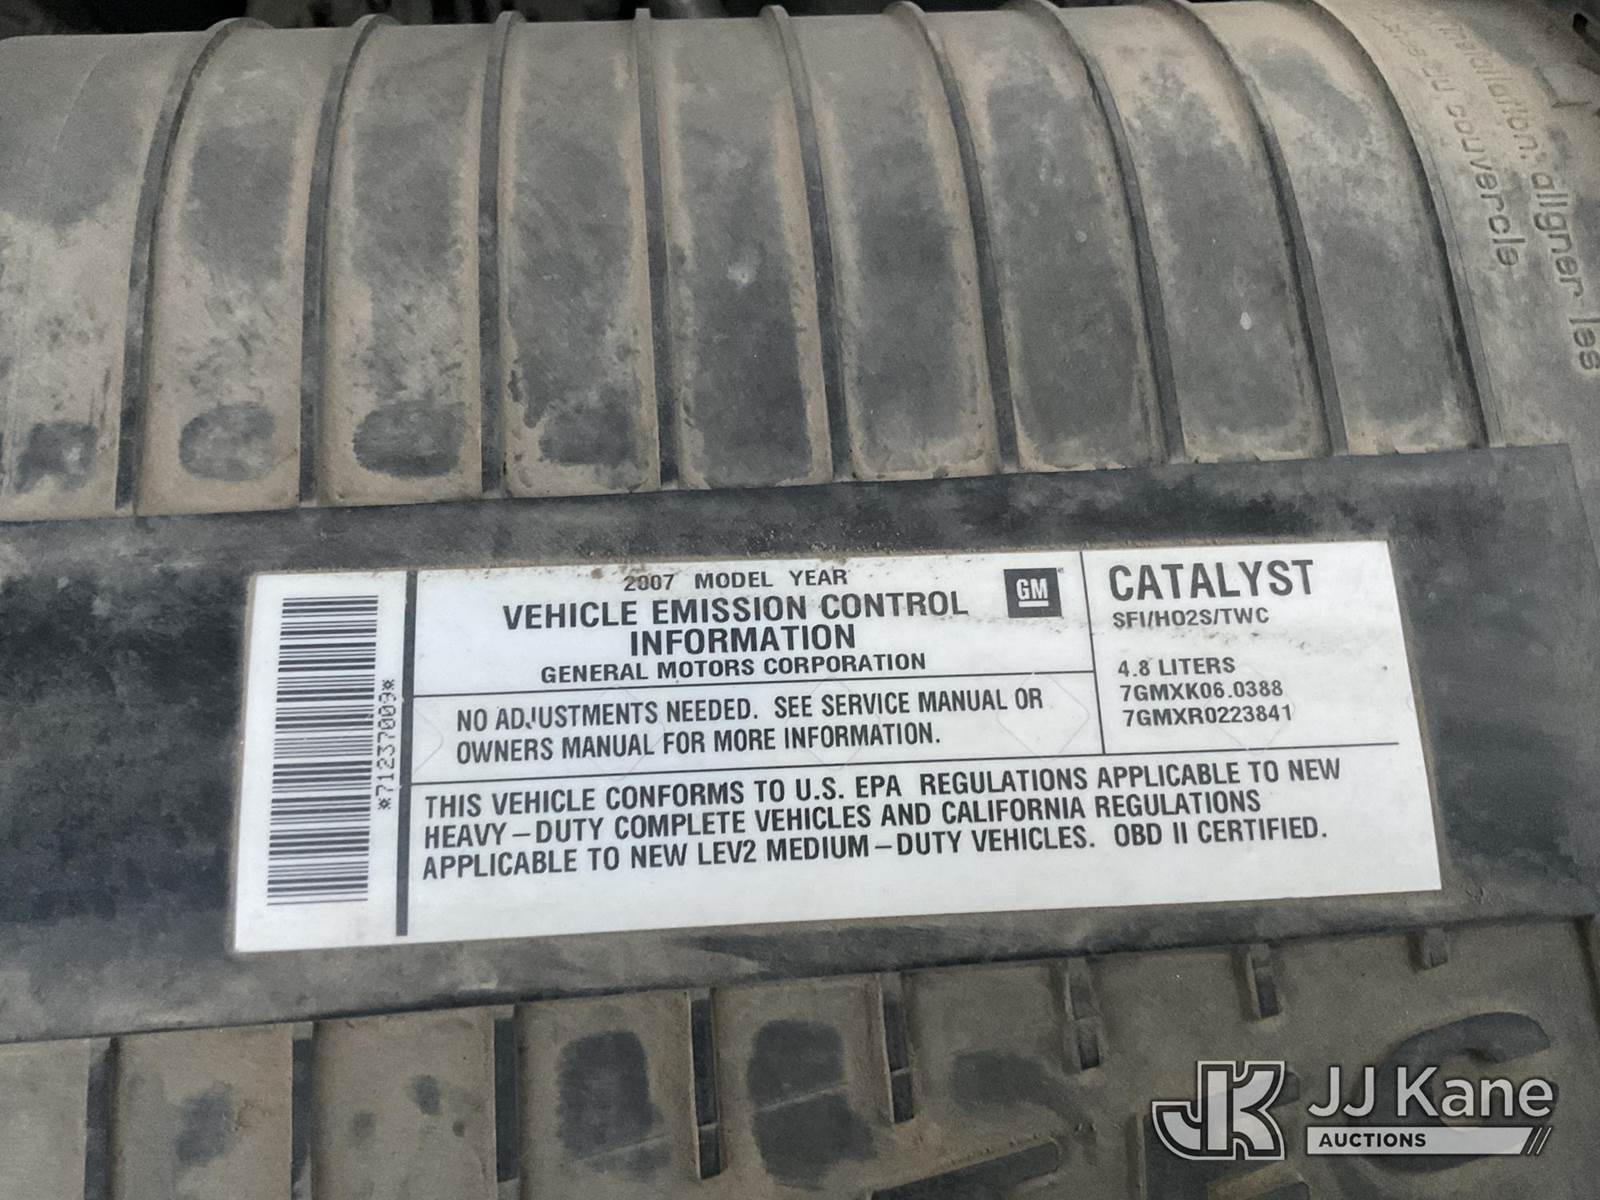 couvercle
aligner les
2007 MODEL YEAR
VEHICLE EMISSION CONTROL
INFORMATION
GENERAL MOTORS CORPORATION
GM
CATALYST
SFI/HO2S/TWC
4.8 LITERS
7GMXK06.0388
7GMXR0223841
NO ADJUSTMENTS NEEDED. SEE SERVICE MANUAL OR
OWNERS MANUAL FOR MORE INFORMATION.
THIS VEHICLE CONFORMS TO U.S. EPA REGULATIONS APPLICABLE TO NEW
HEAVY-DUTY COMPLETE VEHICLES AND CALIFORNIA REGULATIONS
APPLICABLE TO NEW LEV2 MEDIUM-DUTY VEHICLES. OBD II CERTIFIED.
*71237009*
JK JJ Kane
AUCTIONS